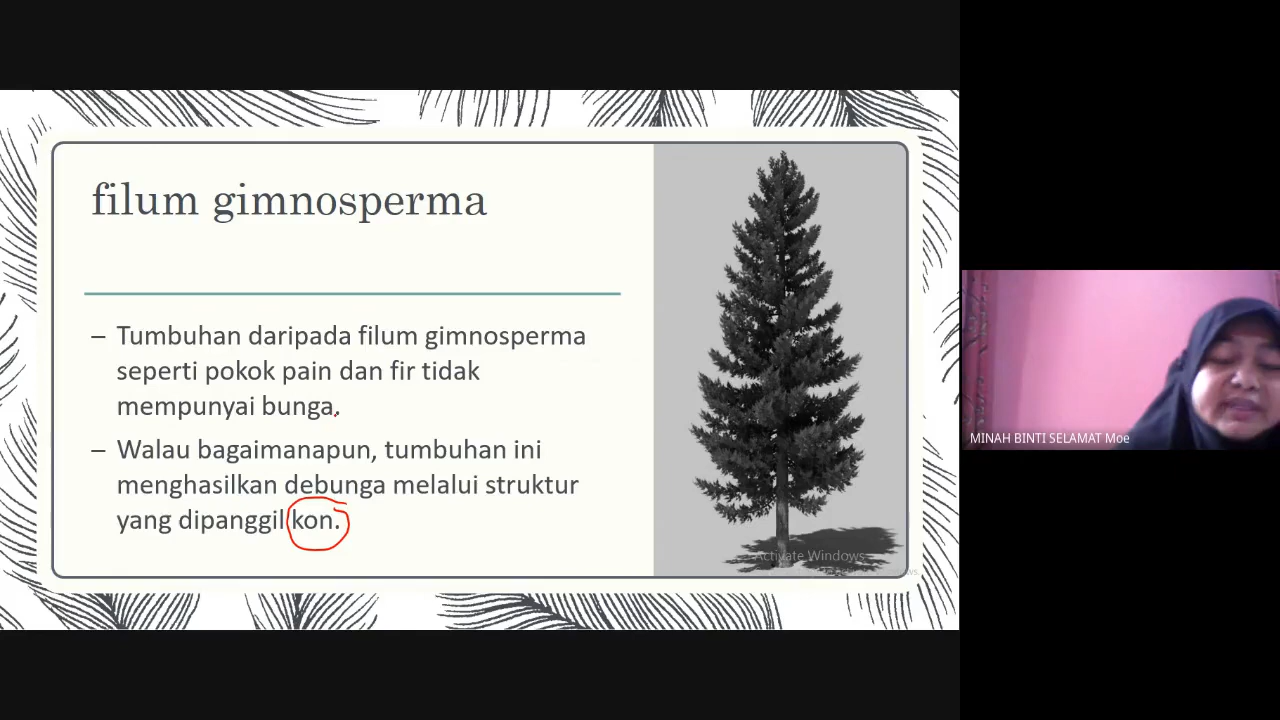 filum gimnosperma
– Tumbuhan daripada filum gimnosperma
seperti pokok pain dan fir tidak
mempunyai bunga.
– Walau bagaimanapun, tumbuhan ini
menghasilkan debunga melalui struktur
yang dipanggil kon.
Activate Windows
MINAH BINTI SELAMAT Moe